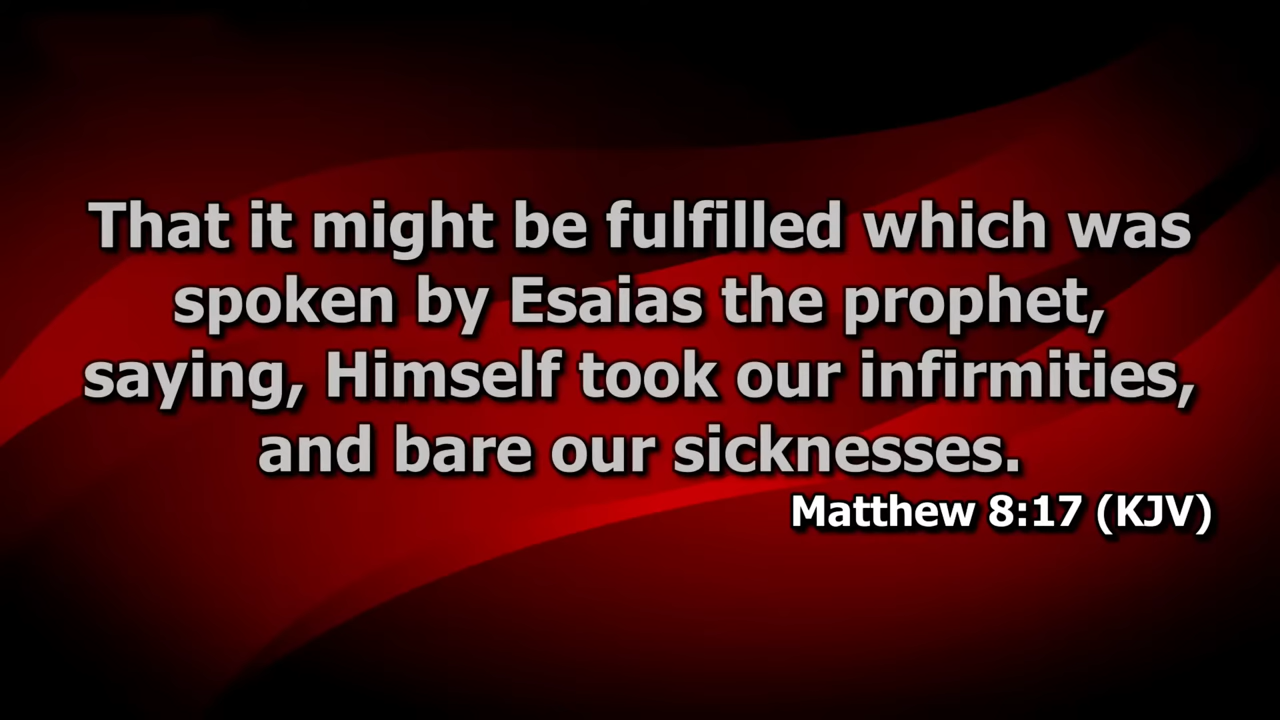 That it might be fulfilled which was
spoken by Esaias the prophet,
saying, Himself took our infirmities,
and bare our sicknesses.
Matthew 8:17 (KJV)